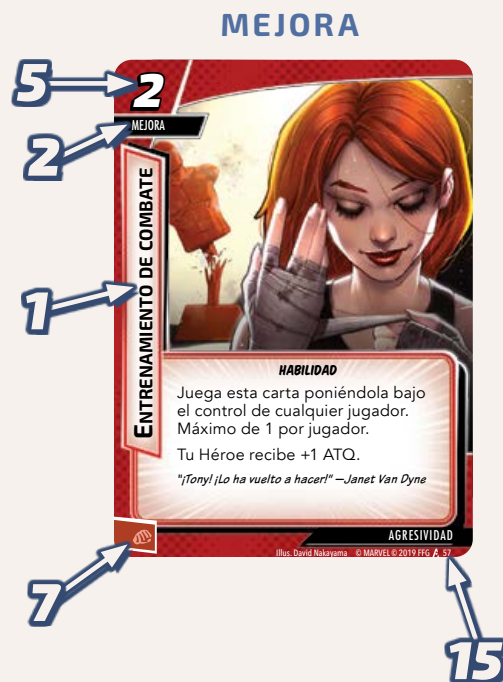 MEJORA
5
2
2
MEJORA
1
ENTRENAMIENTO DE COMBATE
HABILIDAD
Juega esta carta poniéndola bajo
el control de cualquier jugador.
Máximo de 1 por jugador.
Tu Héroe recibe +1 ATQ.
"¡Tony! ¡Lo ha vuelto a hacer!" —Janet Van Dyne
AGRESIVIDAD
Illus. David Nakayama © MARVEL © 2019 FFG 57
7
15